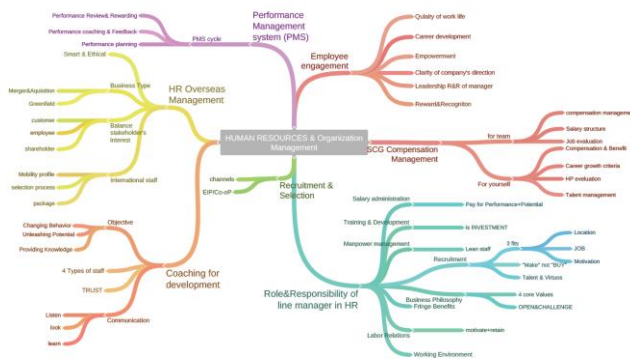 Performance Review& Rewarding
Performance coaching & Feedback
Performance planning
PMS cycle
Performance
Management
system (PMS)
Smart & Ethical
Merger&Aquisition
Greenfield
Business Type
customer
employee
shareholder
Balance
stakeholder's
interest
Mobility profile
selection process
package
International staff
HR Overseas
Management
Changing Behavior
Unleashing Potential
Providing Knowledge
Objective
4 Types of staff
TRUST
Listen
look
learn
Communication
Coaching for
development
HUMAN RESOURCES & Organization
Management
channels
EIP/Co-oP
Recruitment &
Selection
Employee
engagement
Qulaity of work life
Career development
Empowerment
Clarity of company's direction
Leadership R&R of manager
Reward&Recognition
SCG Compensation
Management
for team
compensation management
Salary structure
Job evaluation
For yourself
Compensation & Benefit
Career growth criteria
HP evaluation
Talent management
Role&Responsibility of
line manager in HR
Salary administration
Pay for Performance+Potential
Training & Development
is INVESTMENT
Manpower management
Leen staff
Recruitment
3 fits
Location
JOB
Motivation
"Make" not "BUY"
Talent & Virtuos
Business Philosophy
4 core Values
OPEN&CHALLENGE
Fringe Benefits
Labor Relations
motivate+retain
Working Environment